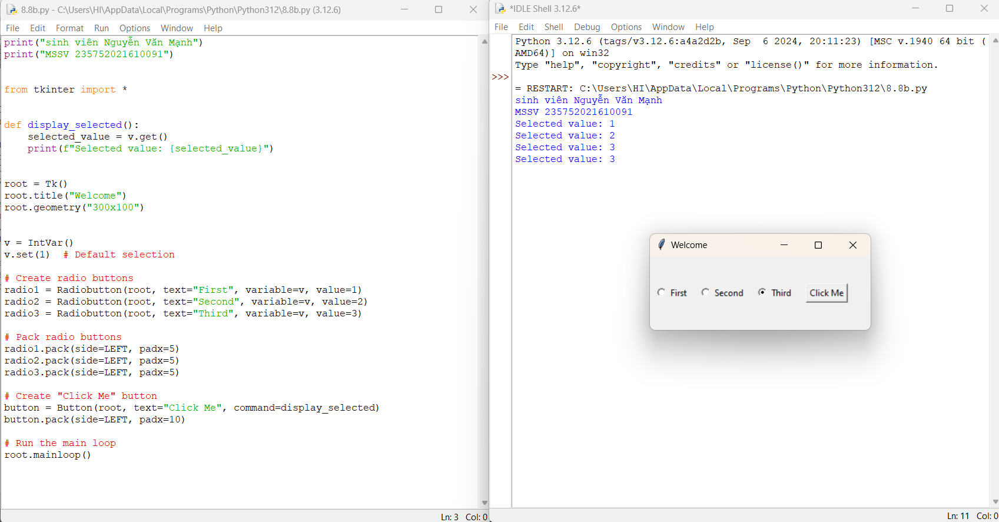 8.8b.py - C:\Users\HI\AppData\Local\Programs\Python\Python312\8.8b.py (3.12.6)
File Edit Format Run Options Window Help
print("sinh viên Nguyễn Văn Mạnh")
print("MSSV 235752021610091")
from tkinter import *
def display_selected():
    selected_value = v.get()
    print(f"Selected value: {selected_value}")
root = Tk()
root.title("Welcome")
root.geometry("300x100")
v = IntVar()
v.set(1)  # Default selection
# Create radio buttons
radio1 = Radiobutton(root, text="First", variable=v, value=1)
radio2 = Radiobutton(root, text="Second", variable=v, value=2)
radio3 = Radiobutton(root, text="Third", variable=v, value=3)
# Pack radio buttons
radio1.pack(side=LEFT, padx=5)
radio2.pack(side=LEFT, padx=5)
radio3.pack(side=LEFT, padx=5)
# Create "Click Me" button
button = Button(root, text="Click Me", command=display_selected)
button.pack(side=LEFT, padx=10)
# Run the main loop
root.mainloop()
Ln: 3 Col: 0
*IDLE Shell 3.12.6*
File Edit Shell Debug Options Window Help
Python 3.12.6 (tags/v3.12.6:a4a2d2b, Sep  6 2024, 20:11:23) [MSC v.1940 64 bit (
AMD64)] on win32
Type "help", "copyright", "credits" or "license()" for more information.
>>>
= RESTART: C:\Users\HI\AppData\Local\Programs\Python\Python312\8.8b.py
sinh viên Nguyễn Văn Mạnh
MSSV 235752021610091
Selected value: 1
Selected value: 2
Selected value: 3
Selected value: 3
Welcome
First Second Third Click Me
Ln: 11 Col: 0